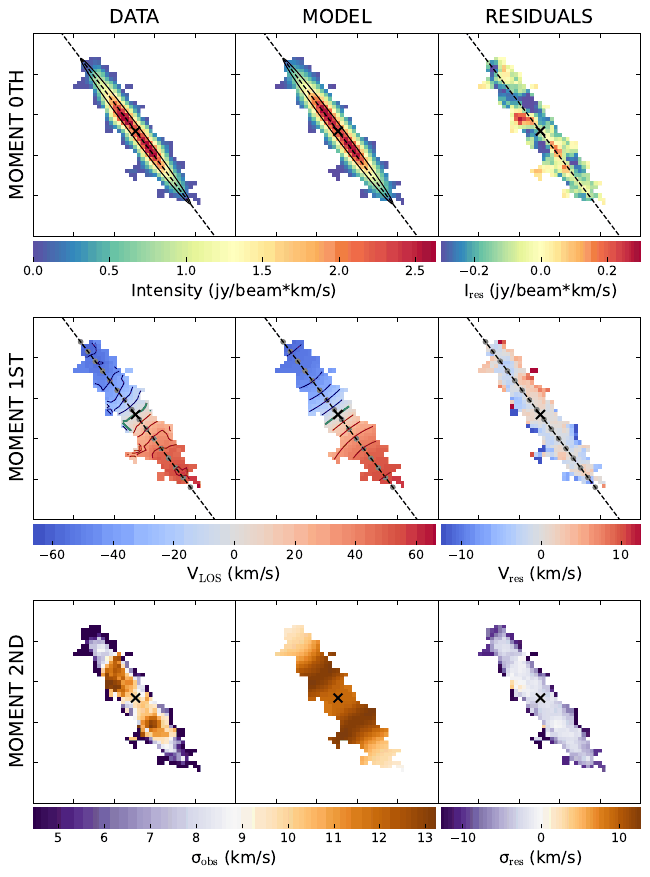 DATA MODEL RESIDUALS
MOMENT 0TH
0.0 0.5 1.0 1.5 2.0 2.5 −0.2 0.0 0.2
Intensity (jy/beam*km/s) I_res (jy/beam*km/s)
MOMENT 1ST
−60 −40 −20 0 20 40 60 −10 0 10
V_LOS (km/s) V_res (km/s)
MOMENT 2ND
5 6 7 8 9 10 11 12 13 −10 0 10
σ_obs (km/s) σ_res (km/s)